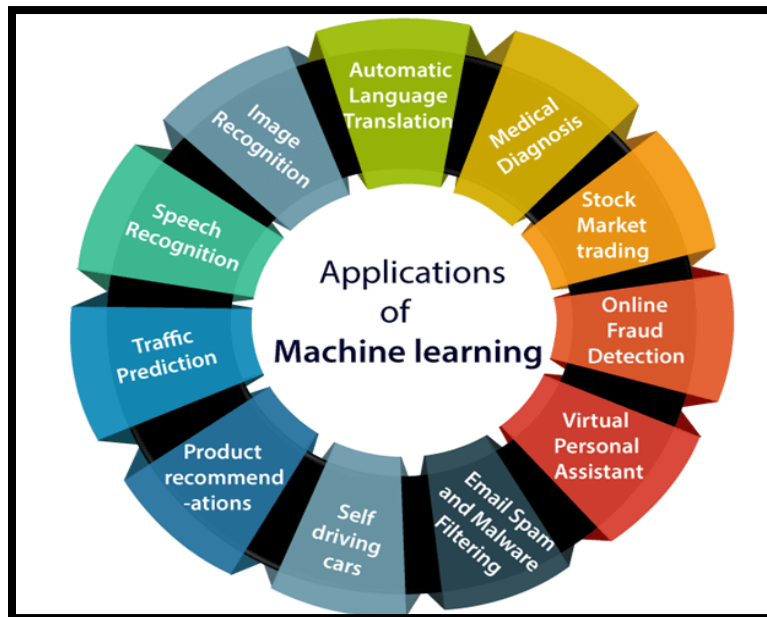 Applications
of
Machine learning
Automatic
Language
Translation
Medical
Diagnosis
Stock
Market
trading
Online
Fraud
Detection
Virtual
Personal
Assistant
Email Spam
and Malware
Filtering
Self
driving
cars
Product
recommend
-ations
Traffic
Prediction
Speech
Recognition
Image
Recognition